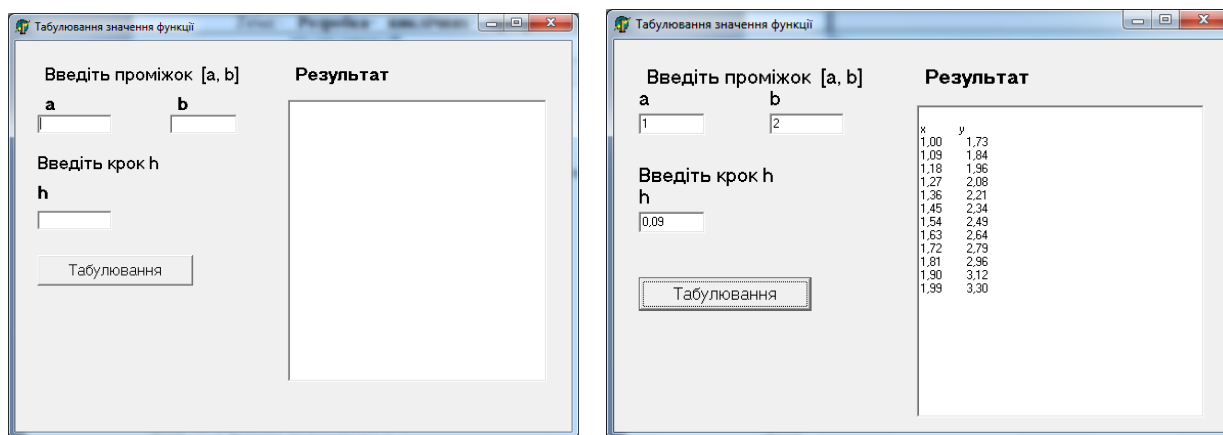 Табулювання значення функції
Введіть проміжок [a, b]
a b
Введіть крок h
h
Табулювання
Результат
Табулювання значення функції
Введіть проміжок [a, b]
a b
1 2
Введіть крок h
h
0,09
Табулювання
Результат
x y
1,00 1,73
1,09 1,84
1,18 1,96
1,27 2,08
1,36 2,21
1,45 2,34
1,54 2,49
1,63 2,64
1,72 2,79
1,81 2,96
1,90 3,12
1,99 3,30